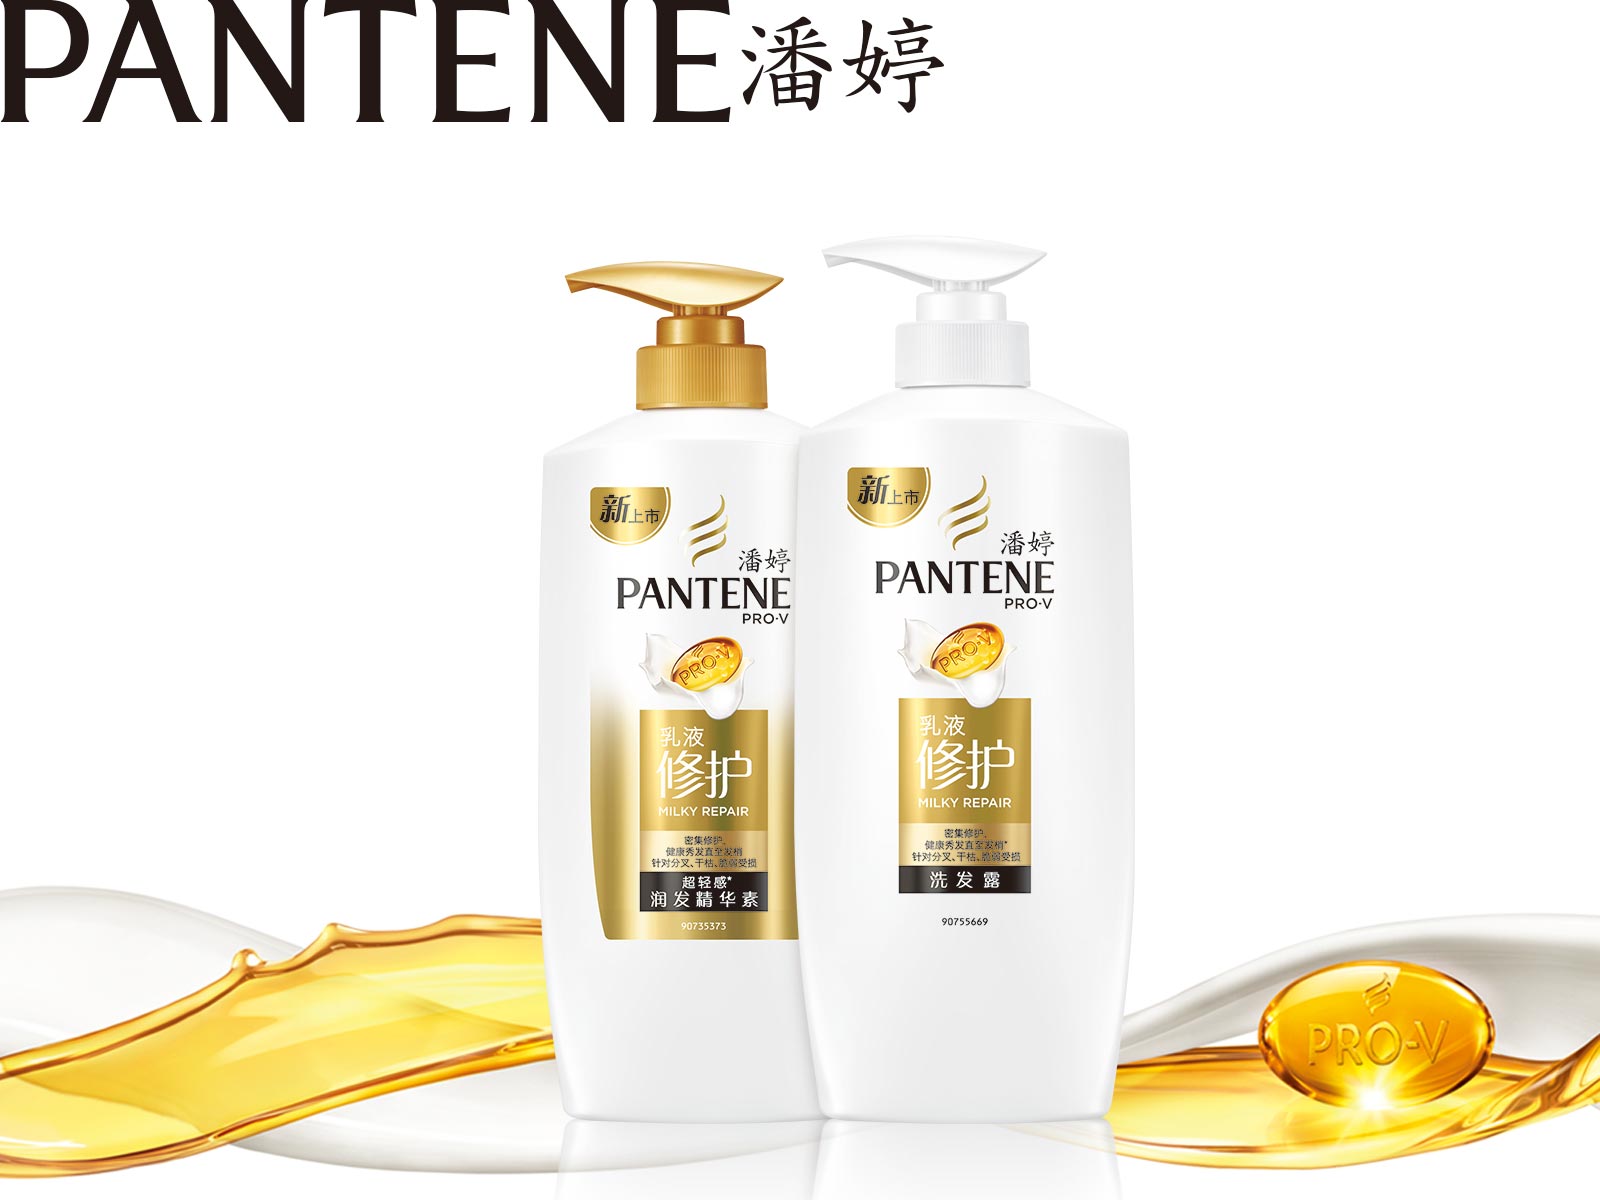 PANTENE潘婷
新上市
潘婷
PANTENE
PRO·V
PRO-V
乳液
修护
MILKY REPAIR
密集修护,
健康秀发直至发梢
针对分叉、干枯、脆弱受损
超轻感*
润发精华素
90735373
新上市
潘婷
PANTENE
PRO·V
PRO-V
乳液
修护
MILKY REPAIR
密集修护,
健康秀发直至发梢*
针对分叉、干枯、脆弱受损
洗发露
90755669
PRO-V